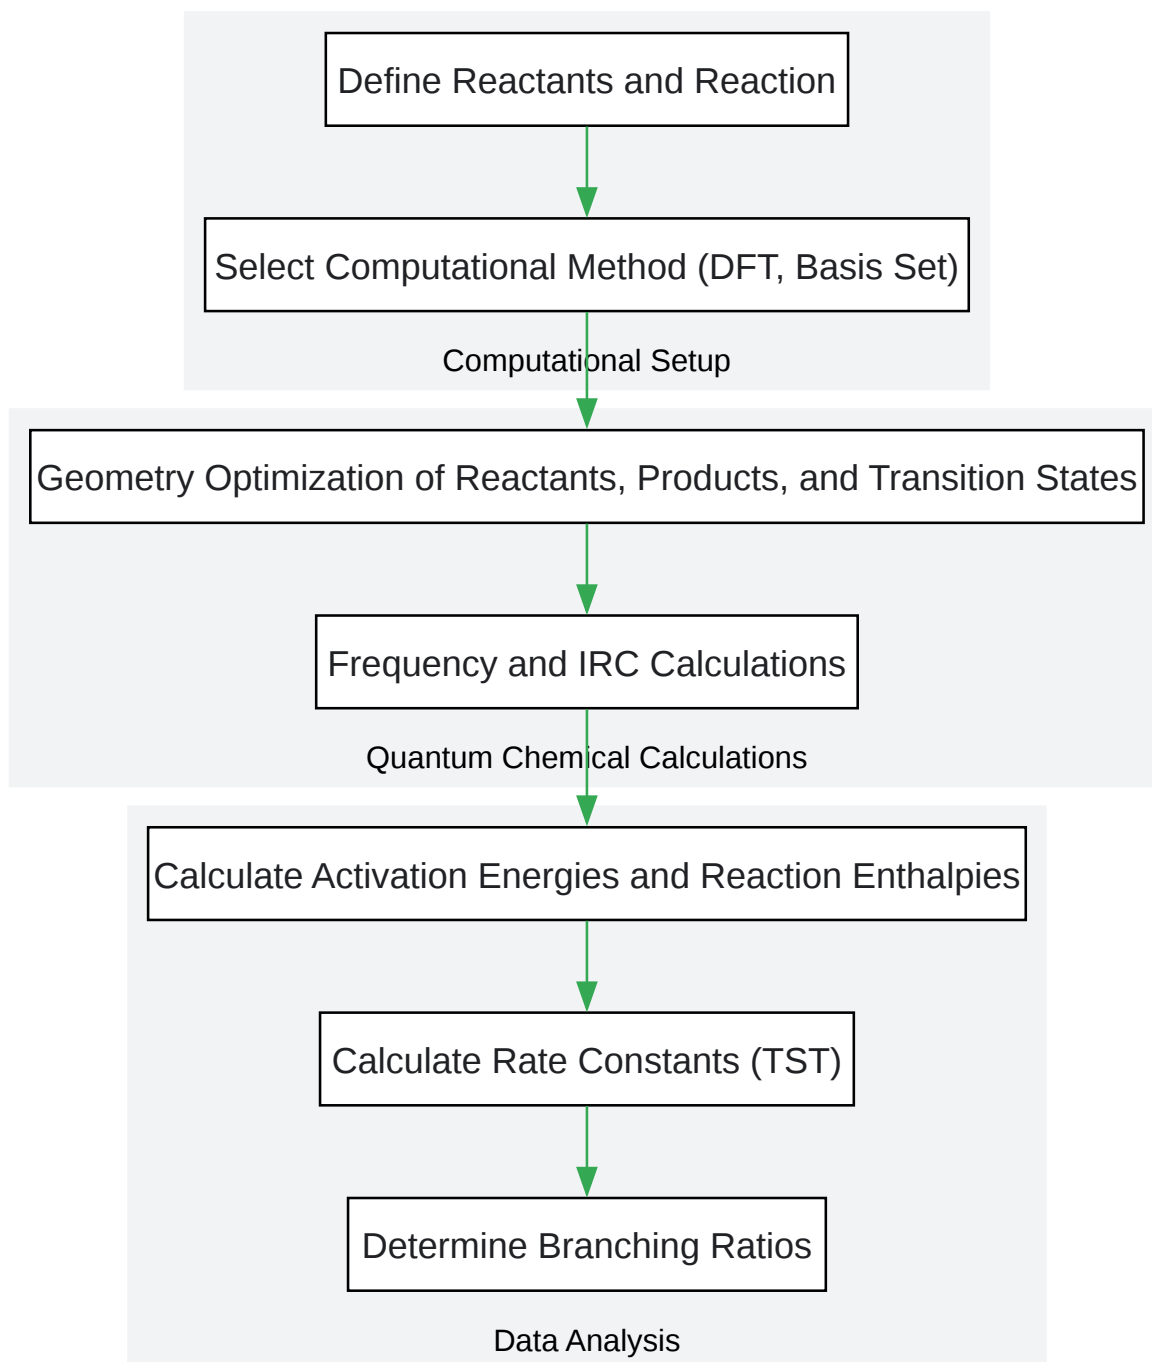 Define Reactants and Reaction
Select Computational Method (DFT, Basis Set)
Computational Setup
Geometry Optimization of Reactants, Products, and Transition States
Frequency and IRC Calculations
Quantum Chemical Calculations
Calculate Activation Energies and Reaction Enthalpies
Calculate Rate Constants (TST)
Determine Branching Ratios
Data Analysis